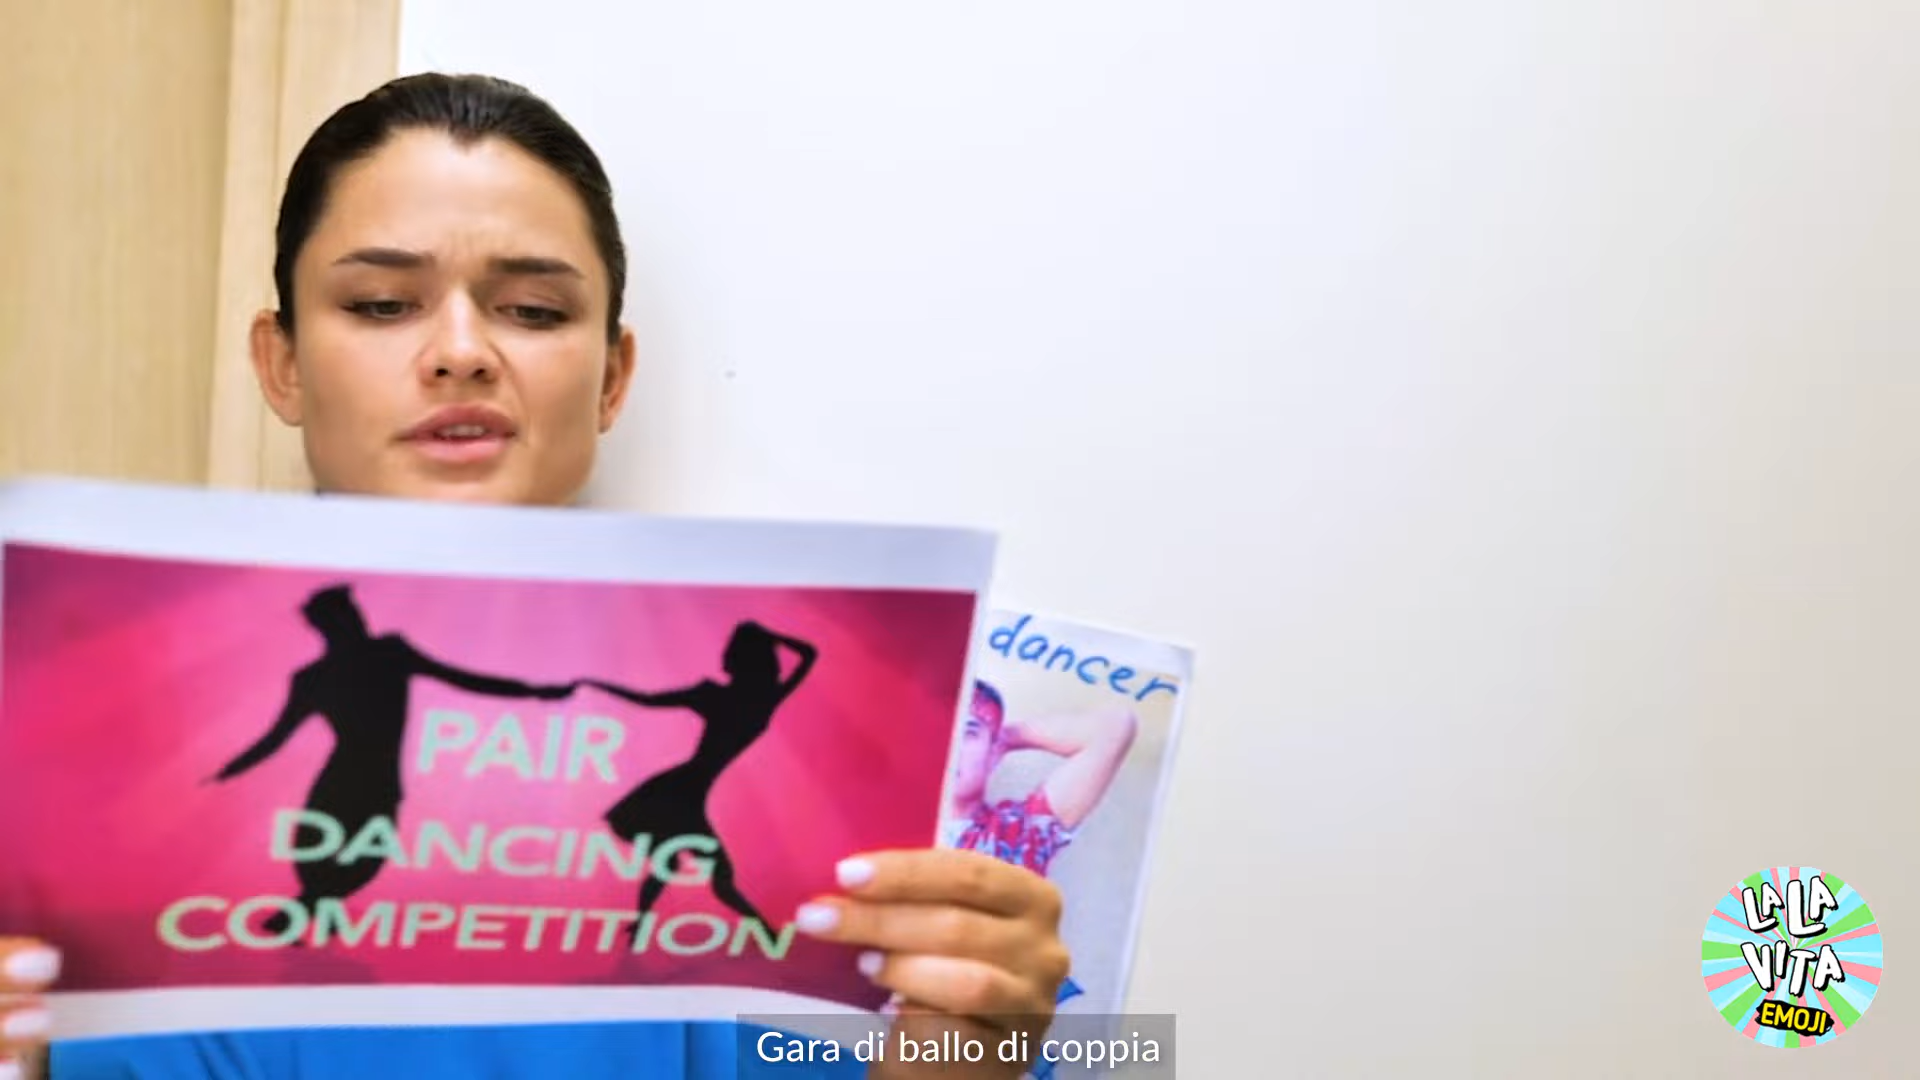 dancer
PAIR
DANCING
COMPETITION
LA LA
VITA
EMOJI
Gara di ballo di coppia